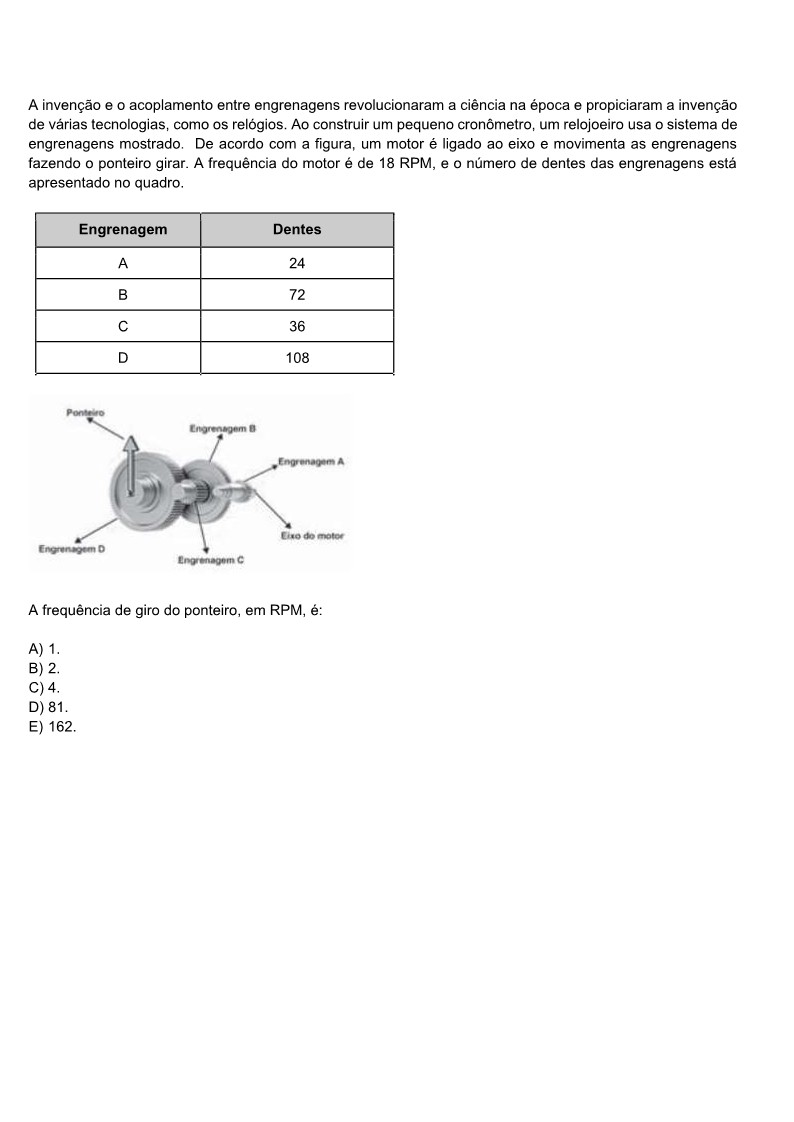 A invenção e o acoplamento entre engrenagens revolucionaram a ciência na época e propiciaram a invenção
de várias tecnologias, como os relógios. Ao construir um pequeno cronômetro, um relojoeiro usa o sistema de
engrenagens mostrado. De acordo com a figura, um motor é ligado ao eixo e movimenta as engrenagens
fazendo o ponteiro girar. A frequência do motor é de 18 RPM, e o número de dentes das engrenagens está
apresentado no quadro.
Engrenagem Dentes
A 24
B 72
C 36
D 108
Ponteiro
Engrenagem B
Engrenagem A
Eixo do motor
Engrenagem D
Engrenagem C
A frequência de giro do ponteiro, em RPM, é:
A) 1.
B) 2.
C) 4.
D) 81.
E) 162.